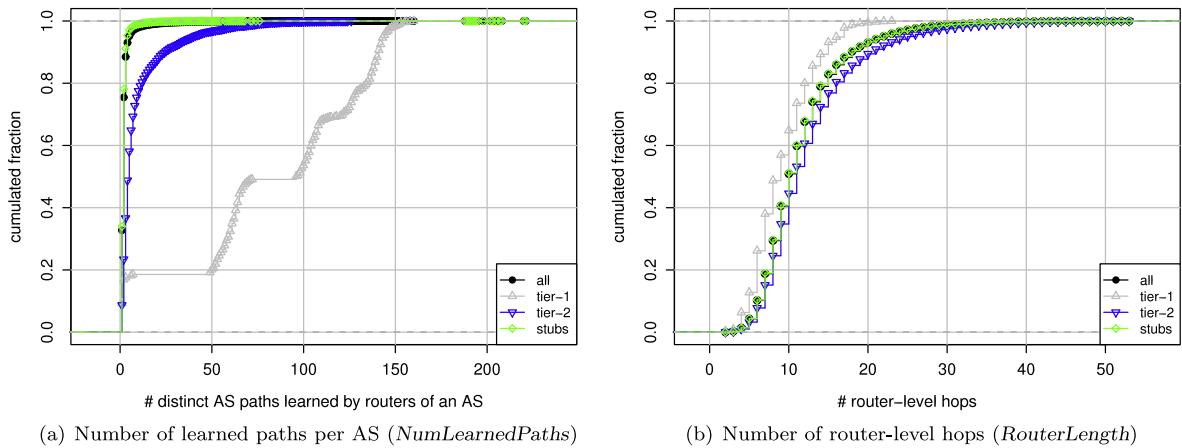 cumulated fraction
1.0
0.8
0.6
0.4
0.2
0.0
all
tier−1
tier−2
stubs
0 50 100 150 200
# distinct AS paths learned by routers of an AS
(a) Number of learned paths per AS (NumLearnedPaths)
cumulated fraction
1.0
0.8
0.6
0.4
0.2
0.0
all
tier−1
tier−2
stubs
0 10 20 30 40 50
# router−level hops
(b) Number of router-level hops (RouterLength)